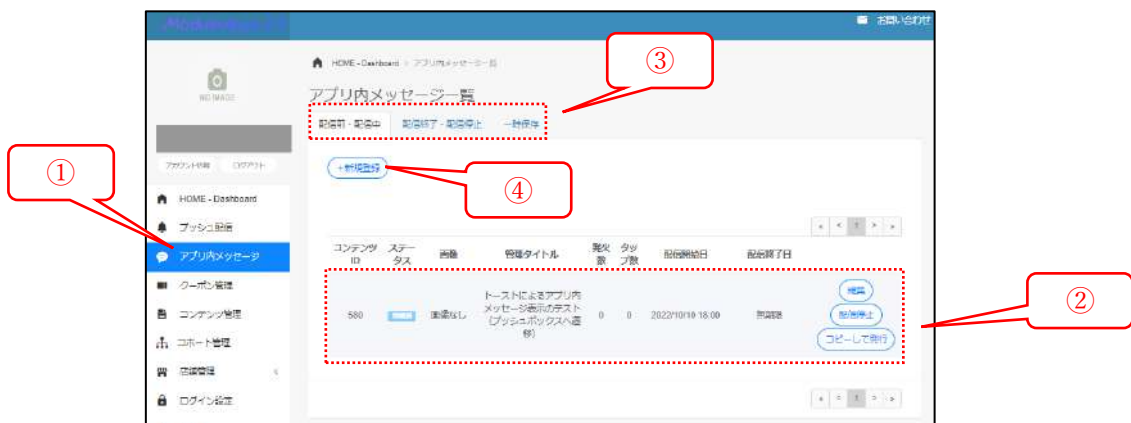 お問い合わせ
③
HOME - Dashboard > アプリ内メッセージ一覧
NO IMAGE
アプリ内メッセージ一覧
配信前・配信中 配信終了・配信停止 一時保存
アカウント情報 ログアウト
①
+新規登録
④
HOME - Dashboard
プッシュ配信
« < 1 > »
アプリ内メッセージ
コンテンツID ステータス 画像 管理タイトル 発火数 タップ数 配信開始日 配信終了日
クーポン管理
②
コンテンツ管理
580 画像なし トーストによるアプリ内メッセージ表示のテスト(プッシュボックスへ遷移) 0 0 2022/10/19 18:00 無期限
編集
配信停止
コピーして発行
コホート管理
店舗管理 <
ログイン設定
« < 1 > »